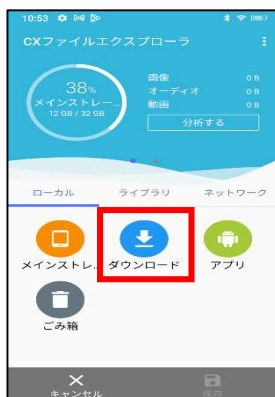 10:53
CXファイルエクスプローラ
38%
メインストレー...
12 GB / 32 GB
画像 0 B
オーディオ 0 B
動画 0 B
分析する
ローカル ライブラリ ネットワーク
メインストレ... ダウンロード アプリ
ごみ箱
キャンセル 保存